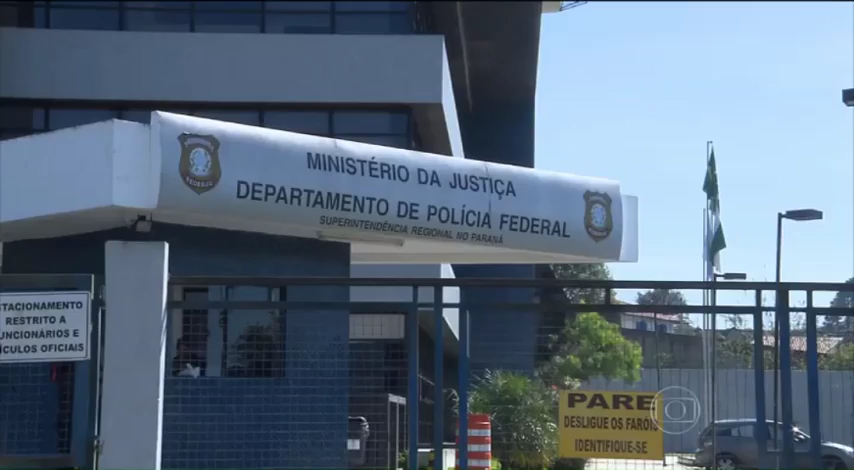 MINISTÉRIO DA JUSTIÇA
DEPARTAMENTO DE POLÍCIA FEDERAL
SUPERINTENDÊNCIA REGIONAL NO PARANÁ
STACIONAMENTO
RESTRITO A
UNCIONÁRIOS E
ÍCULOS OFICIAIS
PARE
DESLIGUE OS FARÓIS
IDENTIFIQUE-SE